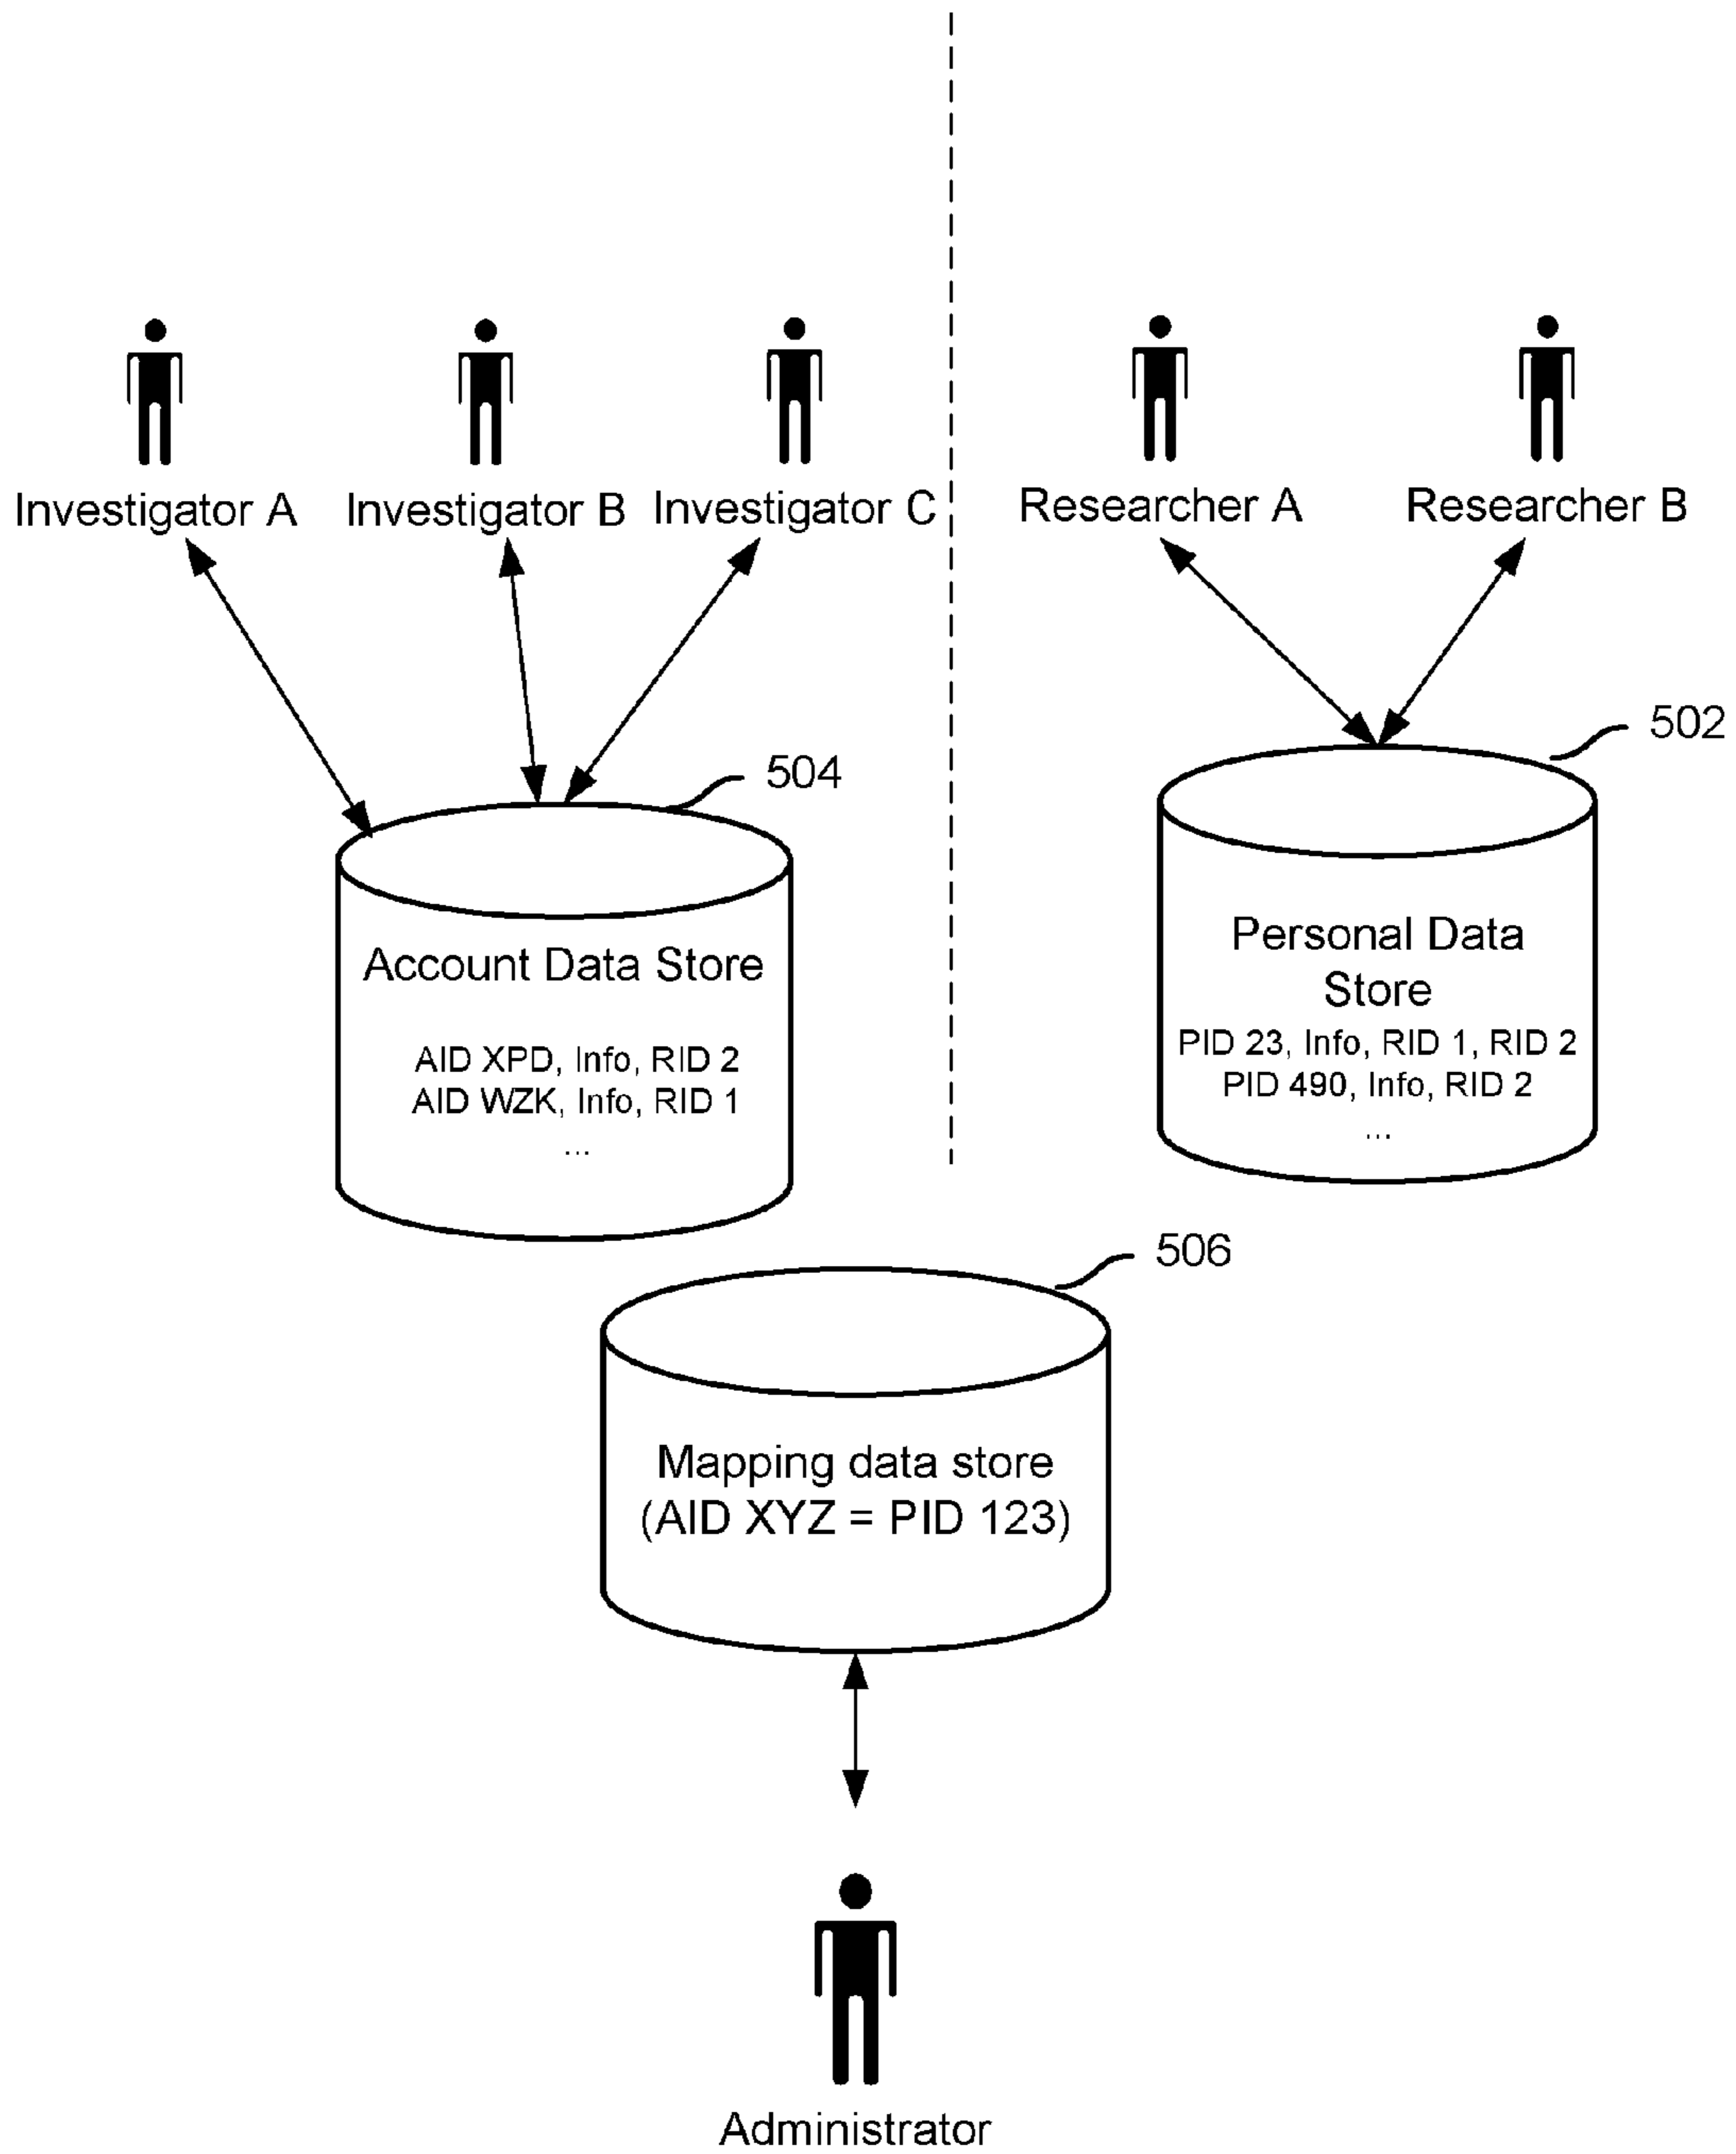 Investigator A
Investigator B
Investigator C
Researcher A
Researcher B
502
504
Account Data Store
AID XPD, Info, RID 2
AID WZK, Info, RID 1
...
Personal Data
Store
PID 23, Info, RID 1, RID 2
PID 490, Info, RID 2
...
506
Mapping data store
(AID XYZ = PID 123)
Administrator